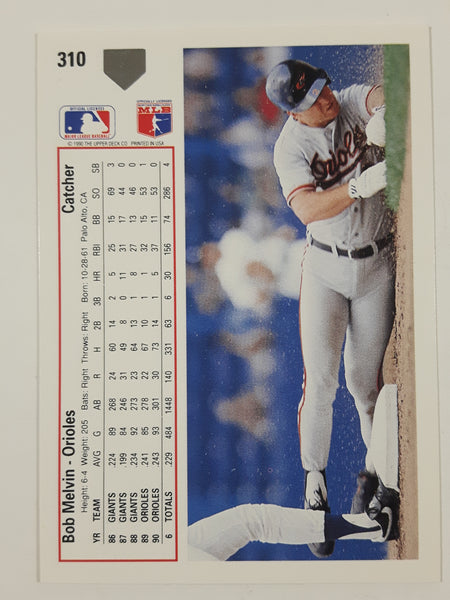 310
OFFICIAL LICENSEE
MAJOR LEAGUE BASEBALL
OFFICIALLY LICENSED
MLB
© 1990 THE UPPER DECK CO. PRINTED IN USA
Bob Melvin - Orioles Catcher
Height: 6-4 Weight: 205 Bats: Right Throws: Right Born: 10-28-61 Palo Alto, CA
YR TEAM AVG G AB R H 2B 3B HR RBI BB SO SB
86 GIANTS .224 89 268 24 60 14 2 5 25 15 69 3
87 GIANTS .199 84 246 31 49 8 0 11 31 17 44 0
88 GIANTS .234 92 273 23 64 13 1 8 27 13 46 0
89 ORIOLES .241 85 278 22 67 10 1 1 32 15 53 1
90 ORIOLES .243 93 301 30 73 14 1 5 37 11 53 0
6 TOTALS .229 484 1448 140 331 63 6 30 156 74 286 4
Orioles